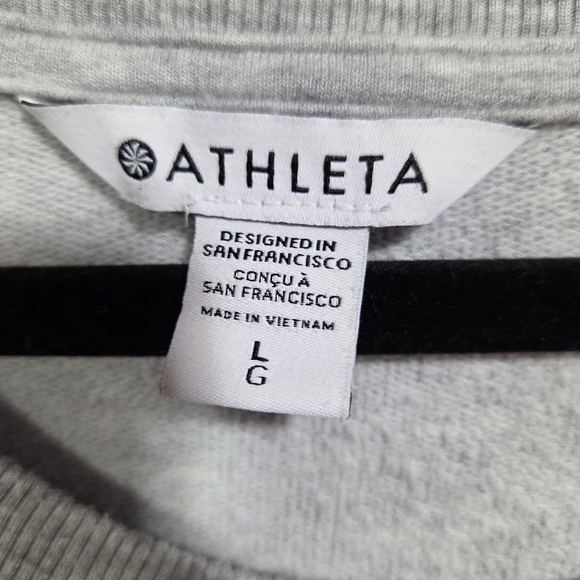 ATHLETA
DESIGNED IN
SAN FRANCISCO
CONÇU À
SAN FRANCISCO
MADE IN VIETNAM
L
G